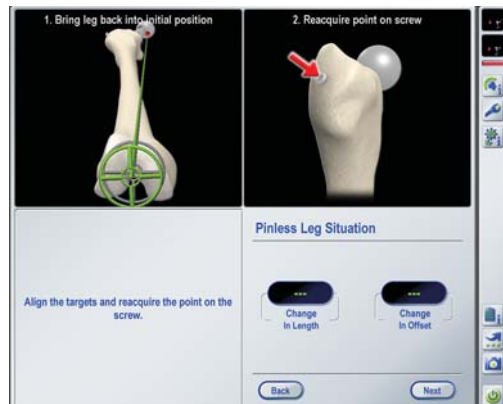 1. Bring leg back into initial position
2. Reacquire point on screw
Align the targets and reacquire the point on the
screw.
Pinless Leg Situation
---
---
Change
In Length
Change
In Offset
Back
Next